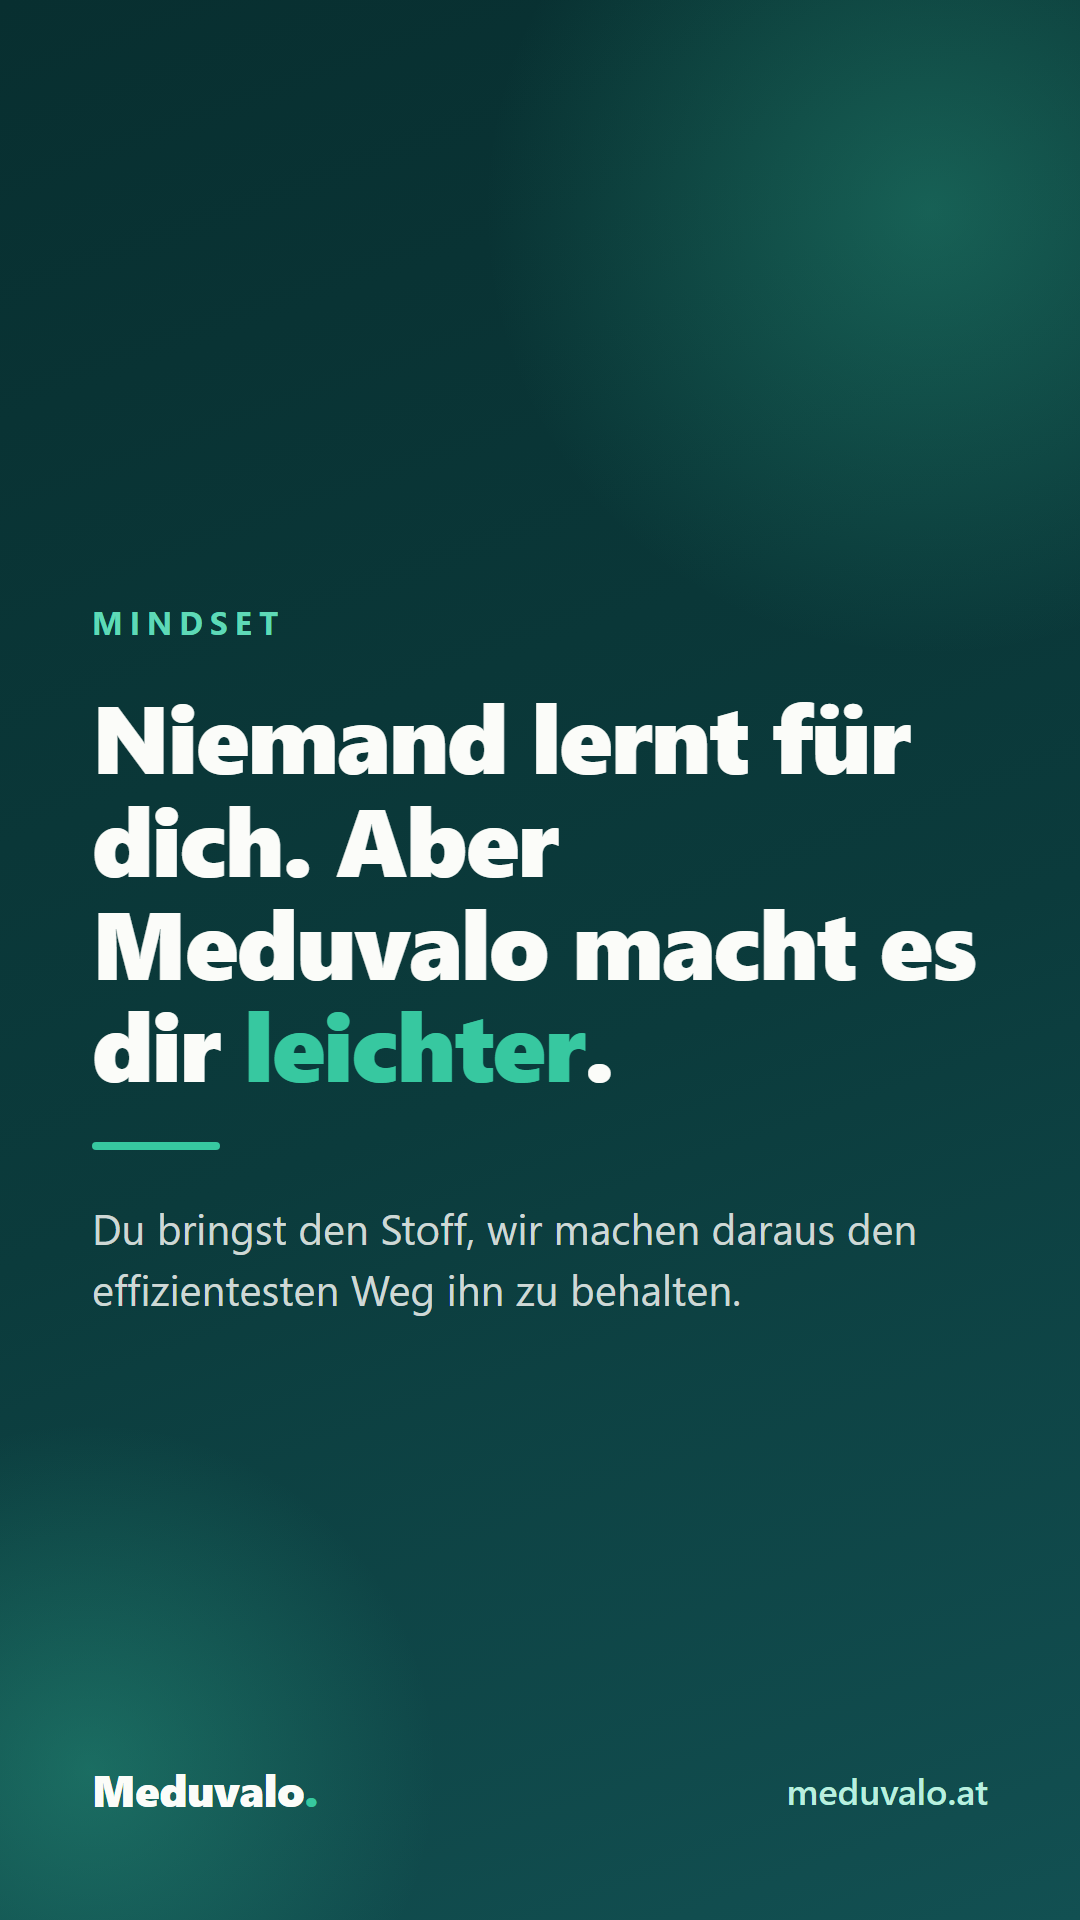 MINDSET
Niemand lernt für
dich. Aber
Meduvalo macht es
dir leichter.
Du bringst den Stoff, wir machen daraus den
effizientesten Weg ihn zu behalten.
Meduvalo.
meduvalo.at